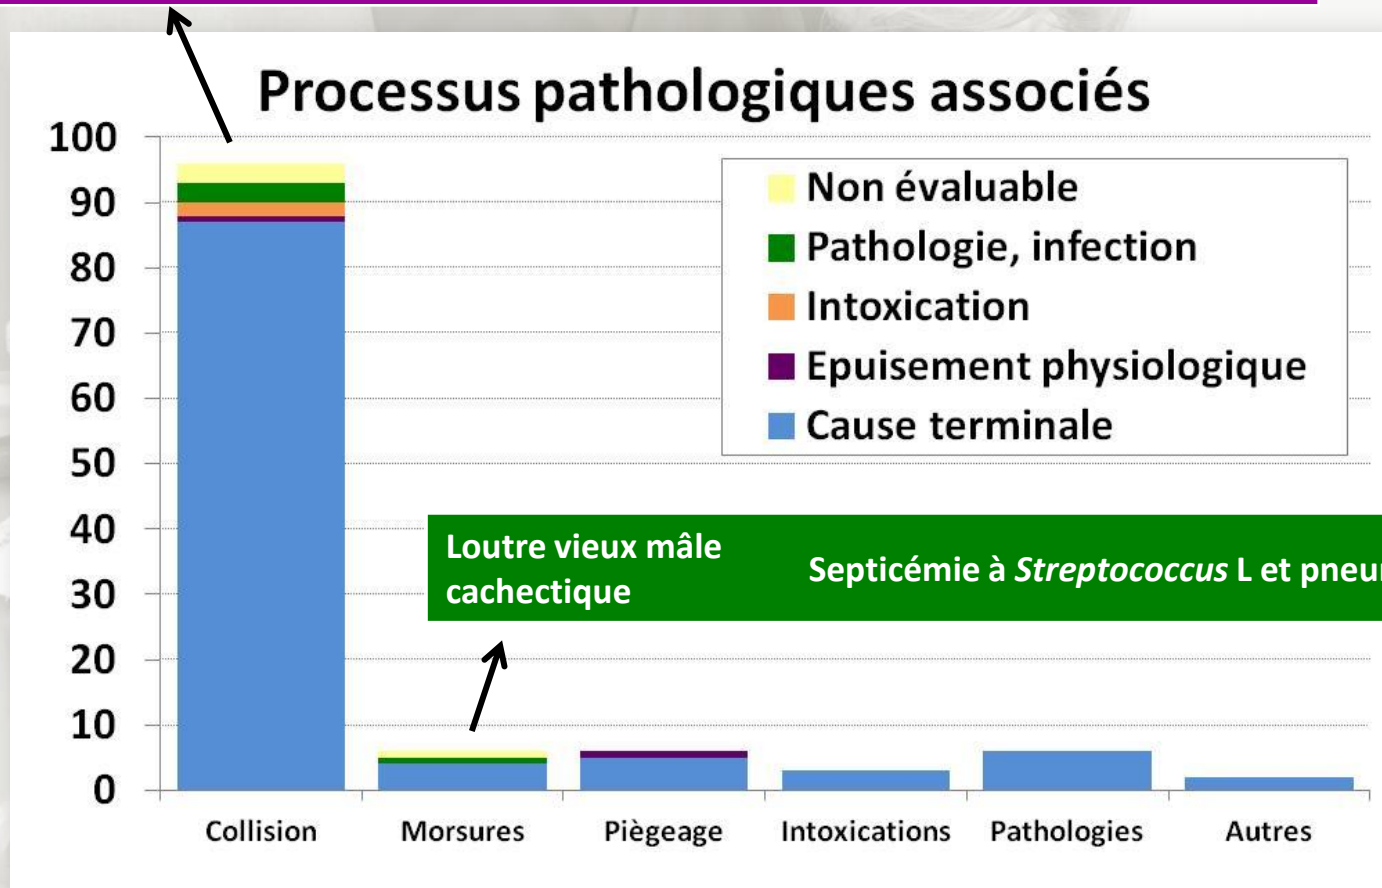 Processus pathologiques associés
100
90
80
70
60
50
40
30
20
10
0
Non évaluable
Pathologie, infection
Intoxication
Epuisement physiologique
Cause terminale
Loutre vieux mâle
cachectique
Septicémie à Streptococcus L et
Collision
Morsures
Piègeage
Intoxications
Pathologies
Autres